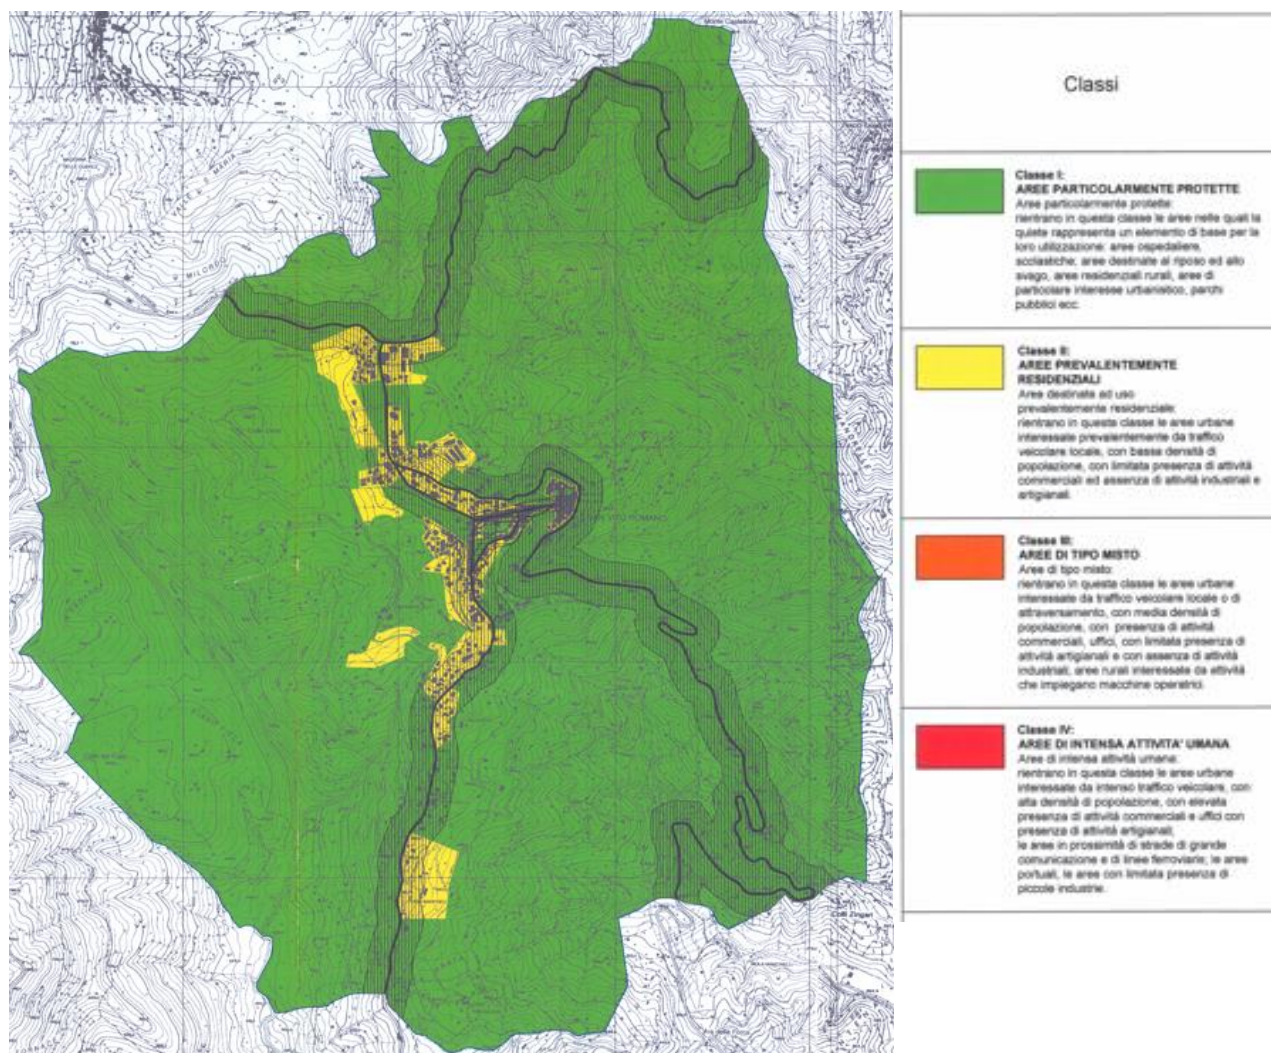 Monte Castellone
VALLE MARIA
MILORDO
VITO ROMANO
Colli Zingari
Classi
Classe I:
AREE PARTICOLARMENTE PROTETTE
Aree particolarmente protette:
rientrano in questa classe le aree nelle quali la
quiete rappresenta un elemento di base per la
loro utilizzazione: aree ospedaliere,
scolastiche, aree destinate al riposo ed allo
svago, aree residenziali rurali, aree di
particolare interesse urbanistico, parchi
pubblici ecc.
Classe II:
AREE PREVALENTEMENTE
RESIDENZIALI
Aree destinate ad uso
prevalentemente residenziale:
rientrano in questa classe le aree urbane
interessate prevalentemente da traffico
veicolare locale, con bassa densità di
popolazione, con limitata presenza di attività
commerciali ed assenza di attività industriali e
artigianali.
Classe III:
AREE DI TIPO MISTO
Aree di tipo misto:
rientrano in questa classe le aree urbane
interessate da traffico veicolare locale o di
attraversamento, con media densità di
popolazione, con presenza di attività
commerciali, uffici, con limitata presenza di
attività artigianali e con assenza di attività
industriali; aree rurali interessate da attività
che impiegano macchine operatrici.
Classe IV:
AREE DI INTENSA ATTIVITA' UMANA
Aree di intensa attività umana:
rientrano in questa classe le aree urbane
interessate da intenso traffico veicolare, con
alta densità di popolazione, con elevata
presenza di attività commerciali e uffici con
presenza di attività artigianali;
le aree in prossimità di strade di grande
comunicazione e di linee ferroviarie; le aree
portuali, le aree con limitata presenza di
piccole industrie.